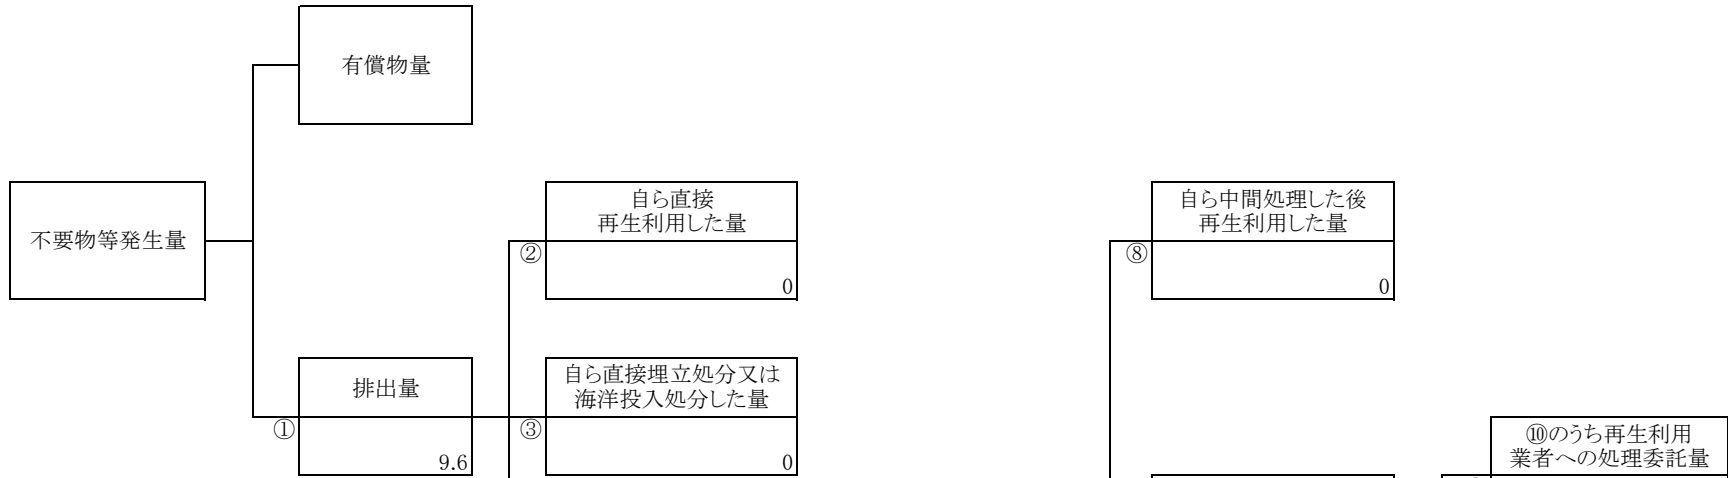 有償物量
不要物等発生量
自ら直接
再生利用した量
②
0
自ら中間処理した後
再生利用した量
⑧
0
排出量
①
9.6
自ら直接埋立処分又は
海洋投入処分した量
③
0
⑩のうち再生利用
業者への処理委託量